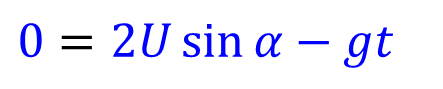 0 = 2U sin α − gt